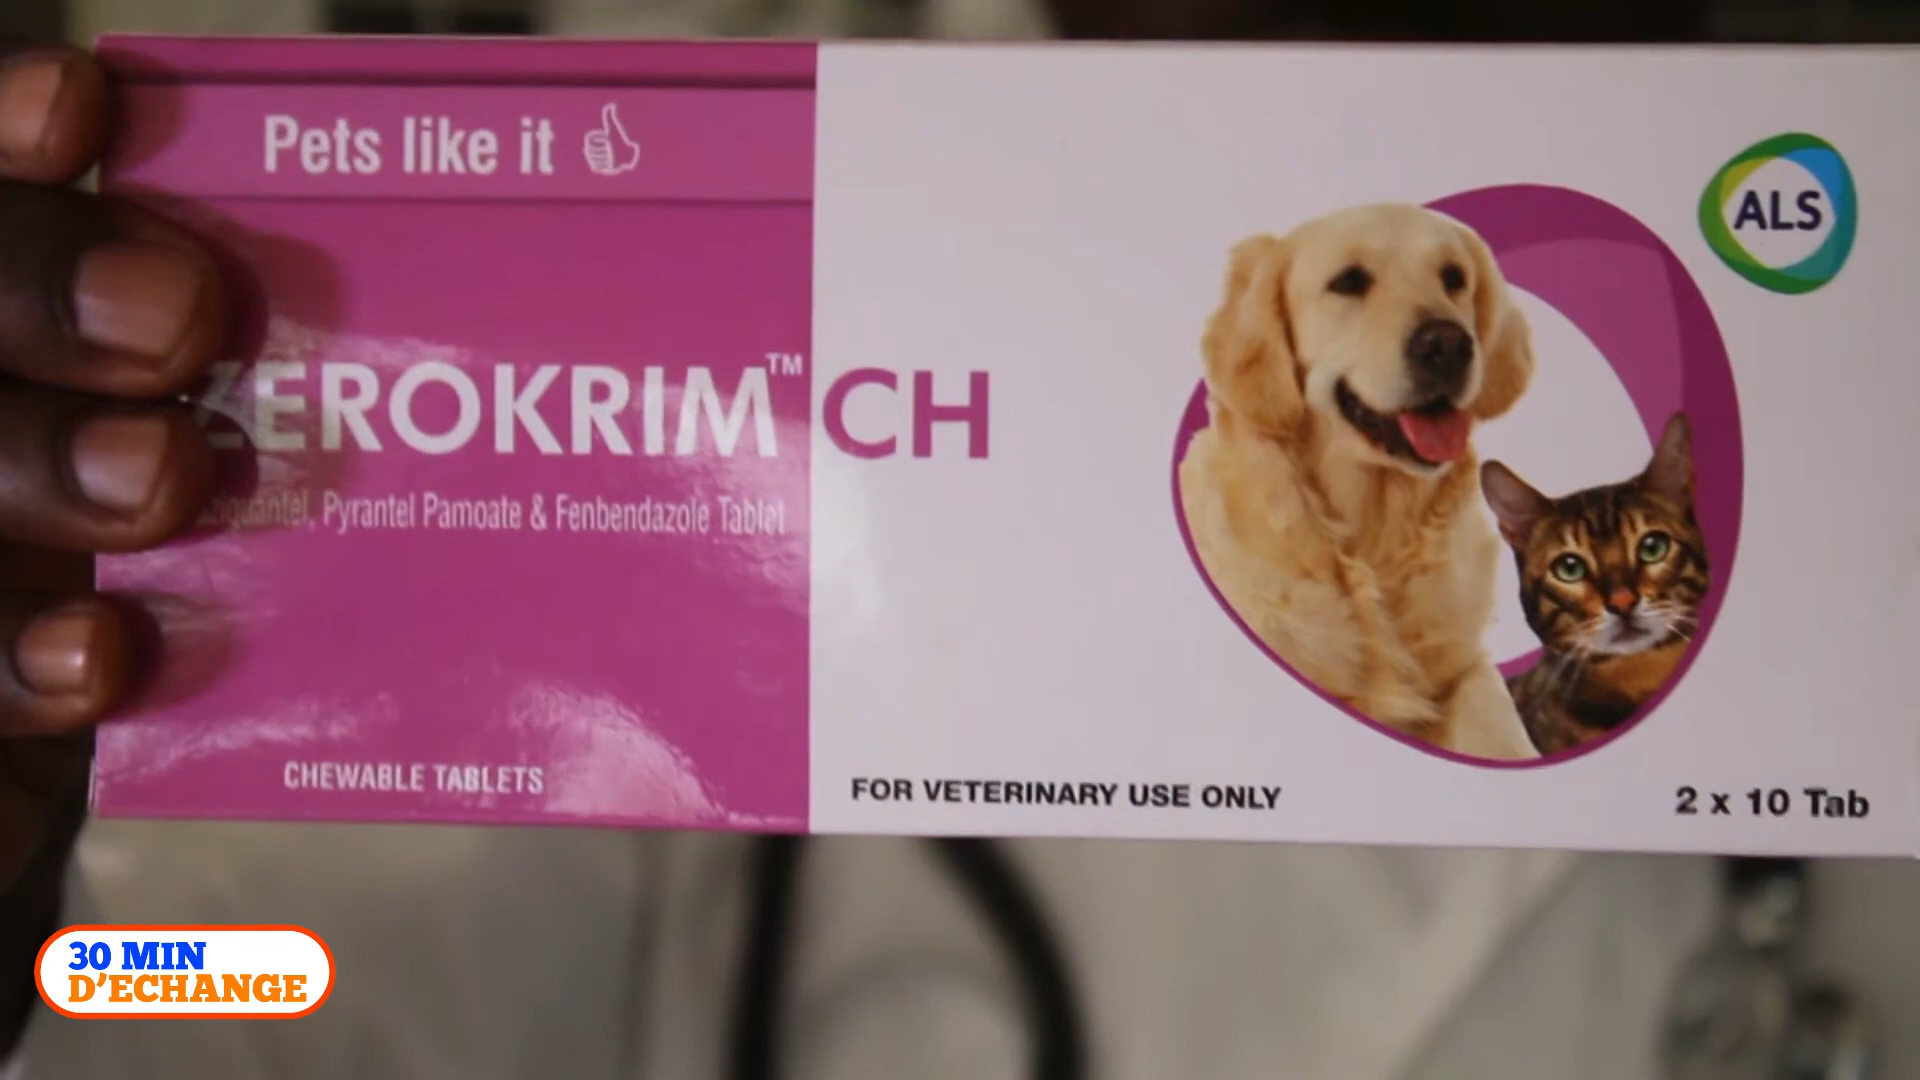 Pets like it
ALS
ZEROKRIM™ CH
Pyrantel Pamoate & Fenbendazole Tablet
CHEWABLE TABLETS
FOR VETERINARY USE ONLY
2 x 10 Tab
30 MIN
D'ECHANGE